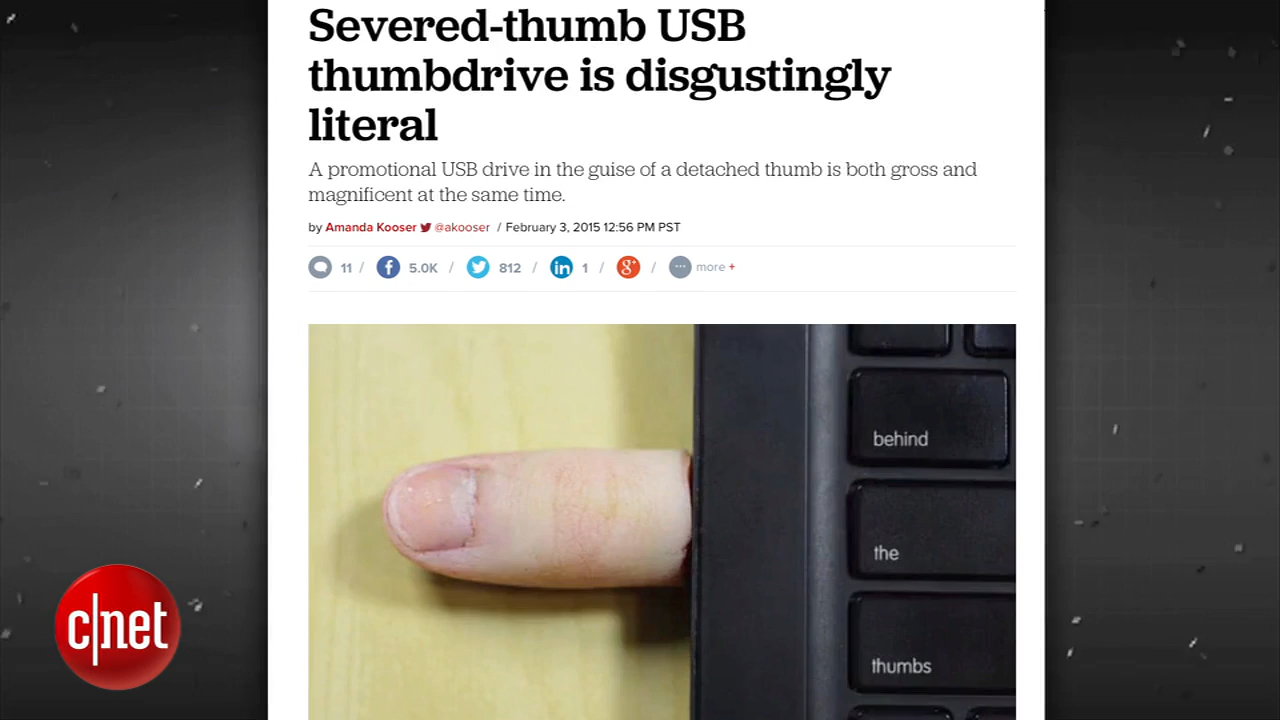 Severed-thumb USB
thumbdrive is disgustingly
literal
A promotional USB drive in the guise of a detached thumb is both gross and
magnificent at the same time.
by Amanda Kooser @akooser / February 3, 2015 12:56 PM PST
11 / f 5.0K / 812 / in 1 / g+ / ... more +
behind
the
thumbs
c|net